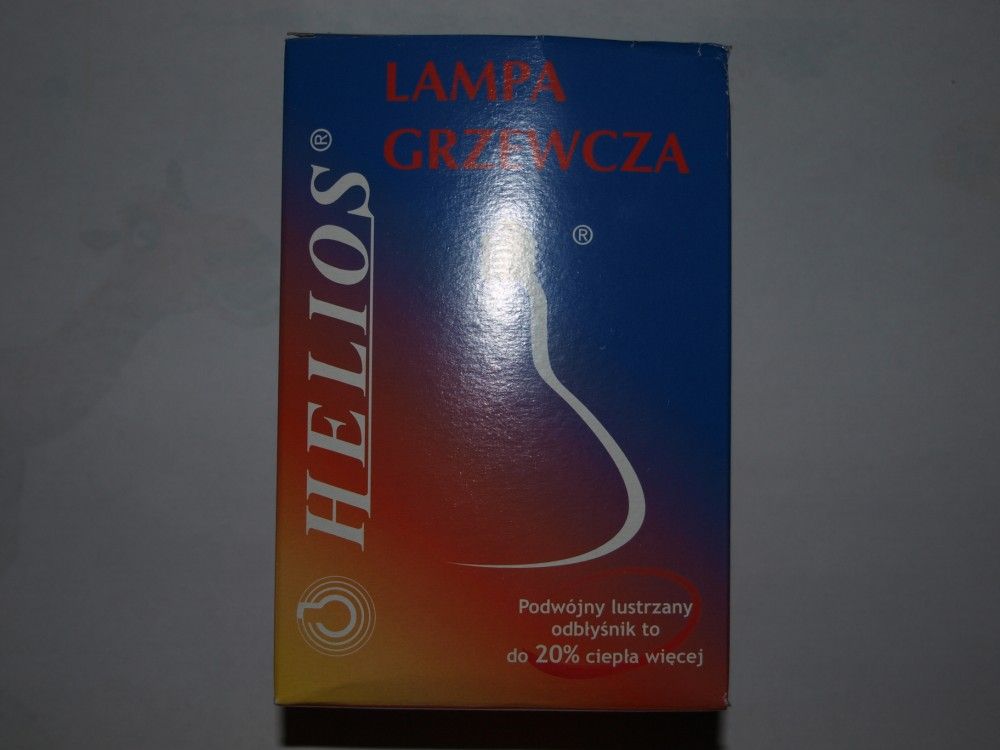 LAMPA
GRZEWCZA
HELIOS®
®
Podwójny lustrzany
odbłyśnik to
do 20% ciepła więcej